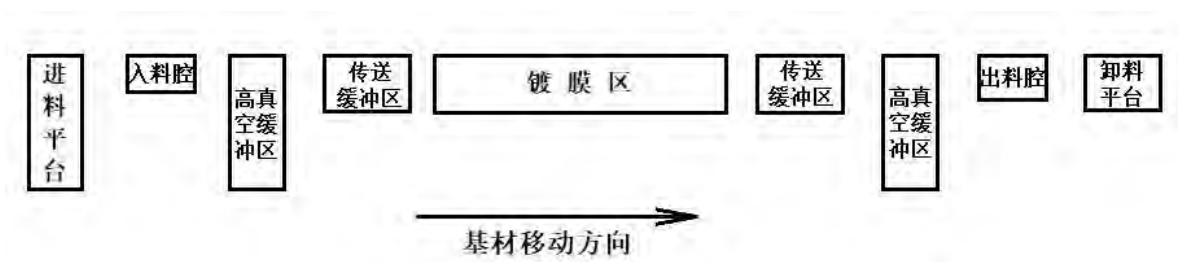 进料平台
入料腔
高真
空缓
冲区
传送
缓冲区
镀膜区
传送
缓冲区
高真
空缓
冲区
出料腔
卸料
平台
基材移动方向